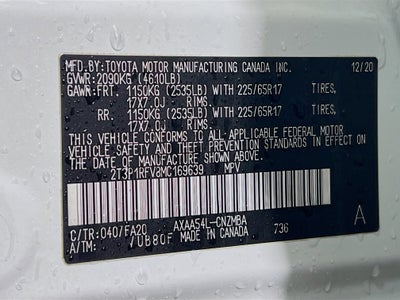 MFD.BY:TOYOTA MOTOR MANUFACTURING CANADA INC. 12/20
GVWR:2090KG (4610LB)
GAWR:FRT. 1150KG (2535LB) WITH 225/65R17 TIRES,
17X7.0J RIMS.
RR. 1150KG (2535LB) WITH 225/65R17 TIRES,
17X7.0J RIMS.
THIS VEHICLE CONFORMS TO ALL APPLICABLE FEDERAL MOTOR
VEHICLE SAFETY AND THEFT PREVENTION STANDARDS IN EFFECT
ON THE DATE OF MANUFACTURE SHOWN ABOVE.
2T3P1RFV3MC169639 MPV
C/TR:040/FA20 AXAA54L-CNZMBA A
A/TM: /UB80F MADE IN CANADA 736